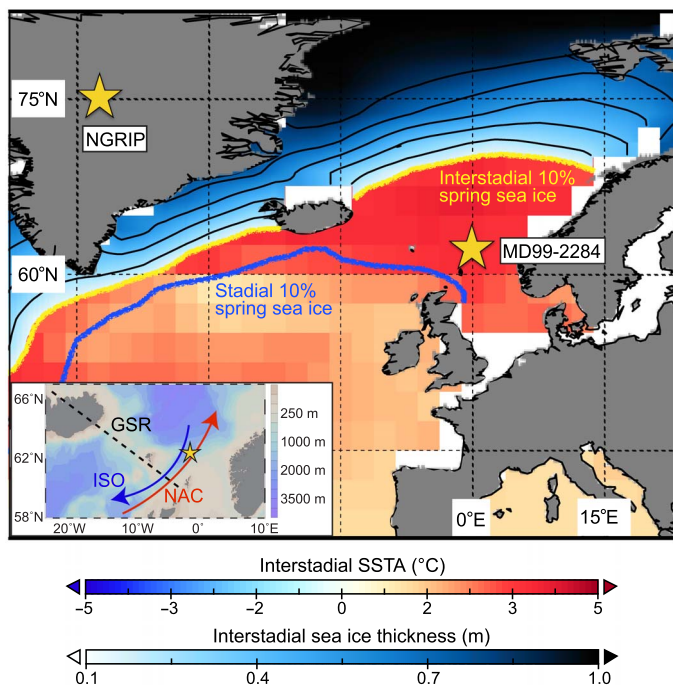 75°N
NGRIP
Interstadial 10%
spring sea ice
MD99-2284
60°N
Stadial 10%
spring sea ice
66°N
GSR
250 m
1000 m
62°N
2000 m
ISO
NAC
3500 m
58°N
20°W
10°W
0°
10°E
0°E
15°E
Interstadial SSTA (°C)
−5
−3
−2
0
2
3
5
Interstadial sea ice thickness (m)
0.1
0.4
0.7
1.0